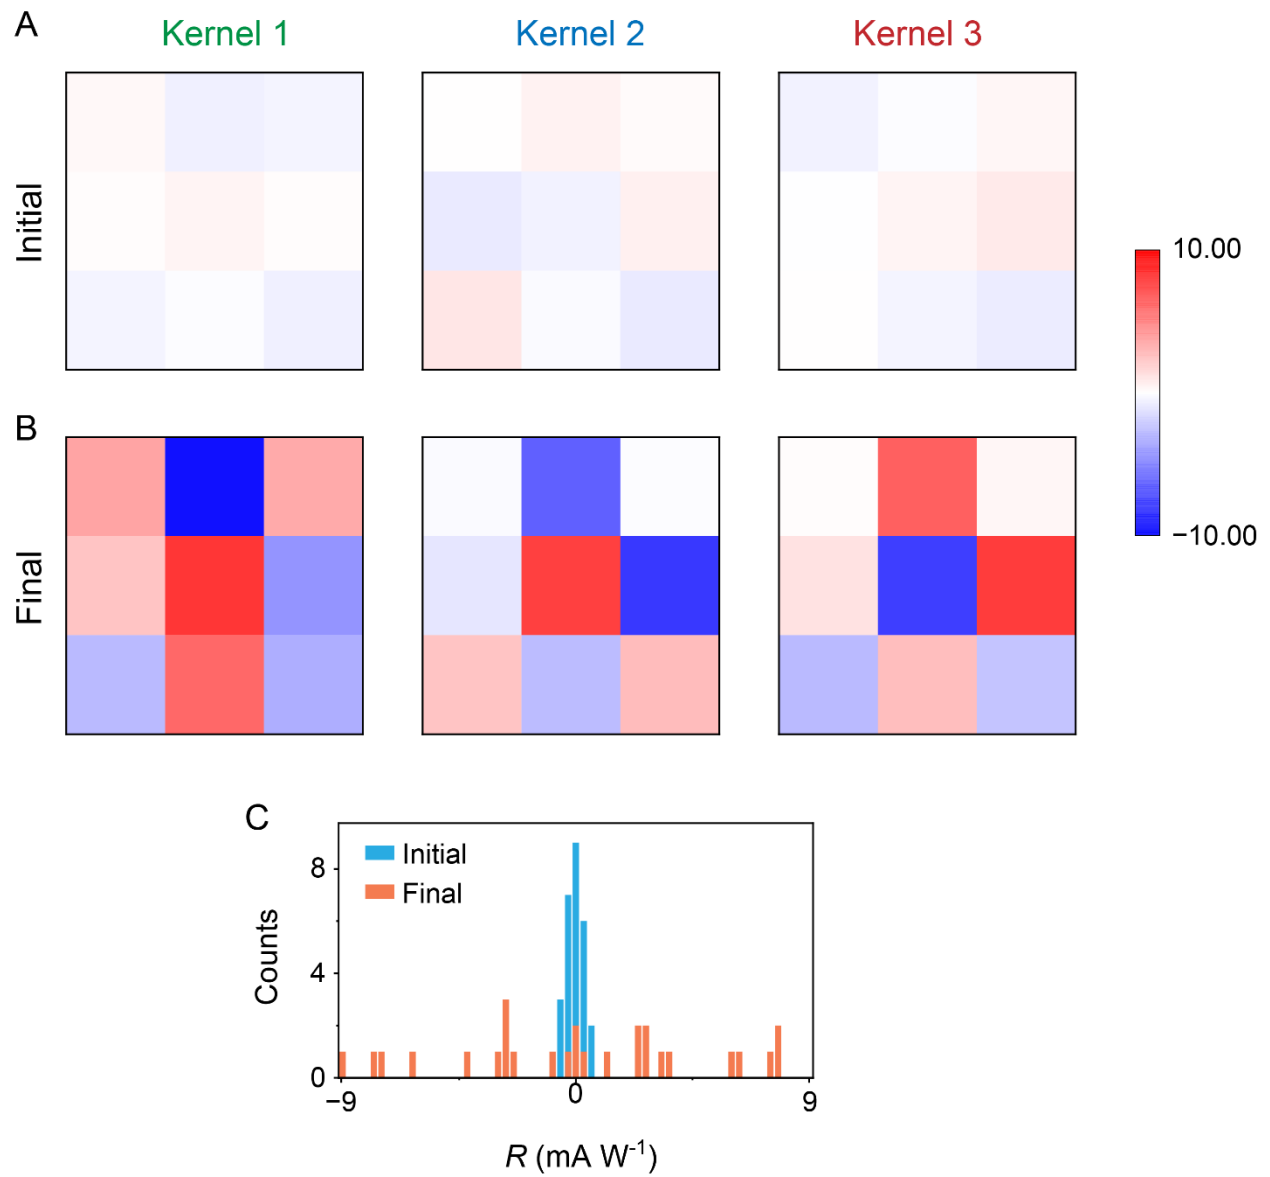 A
Kernel 1 Kernel 2 Kernel 3
Initial
10.00
−10.00
B
Final
C
Initial
Final
Counts
8
4
0
−9 0 9
R (mA W⁻¹)